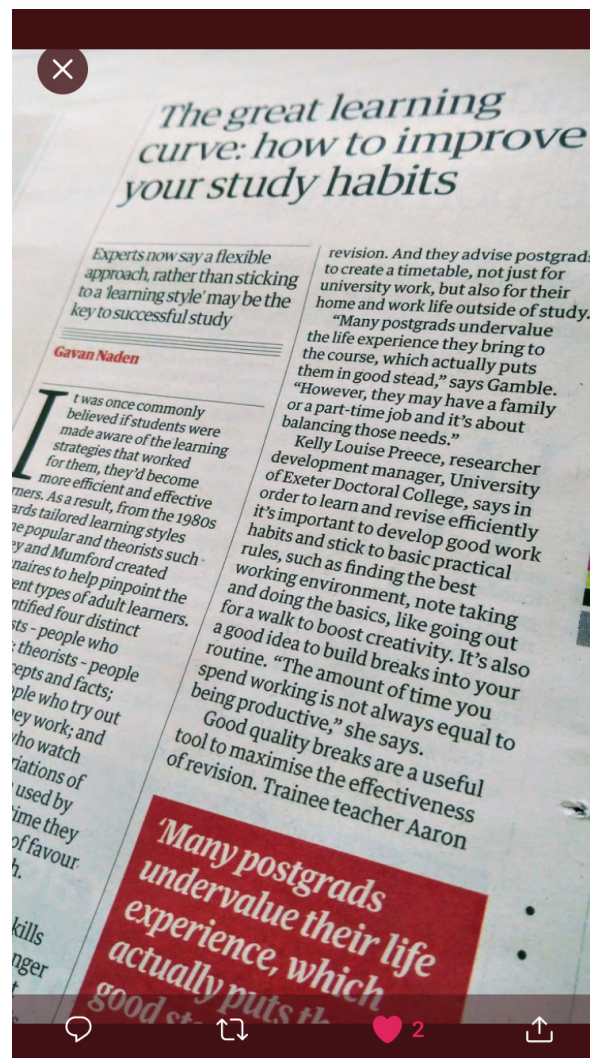 The great learning
curve: how to improve
your study habits
Experts now say a flexible
approach, rather than sticking
to a 'learning style' may be the
key to successful study
Gavan Naden
It was once commonly
believed if students were
made aware of the learning
strategies that worked
for them, they'd become
more efficient and effective
rners. As a result, from the 1980s
ards tailored learning styles
he popular and theorists such
ey and Mumford created
naires to help pinpoint the
ent types of adult learners.
ntified four distinct
sts – people who
; theorists – people
cepts and facts;
ple who try out
ey work; and
who watch
riations of
used by
time they
of favour
h.
kills
nger
t
revision. And they advise postgrads
to create a timetable, not just for
university work, but also for their
home and work life outside of study.
"Many postgrads undervalue
the life experience they bring to
the course, which actually puts
them in good stead," says Gamble.
"However, they may have a family
or a part-time job and it's about
balancing those needs."
Kelly Louise Preece, researcher
development manager, University
of Exeter Doctoral College, says in
order to learn and revise efficiently
it's important to develop good work
habits and stick to basic practical
rules, such as finding the best
working environment, note taking
and doing the basics, like going out
for a walk to boost creativity. It's also
a good idea to build breaks into your
routine. "The amount of time you
spend working is not always equal to
being productive," she says.
Good quality breaks are a useful
tool to maximise the effectiveness
of revision. Trainee teacher Aaron
'Many postgrads
undervalue their life
experience, which
actually puts th
good st
2